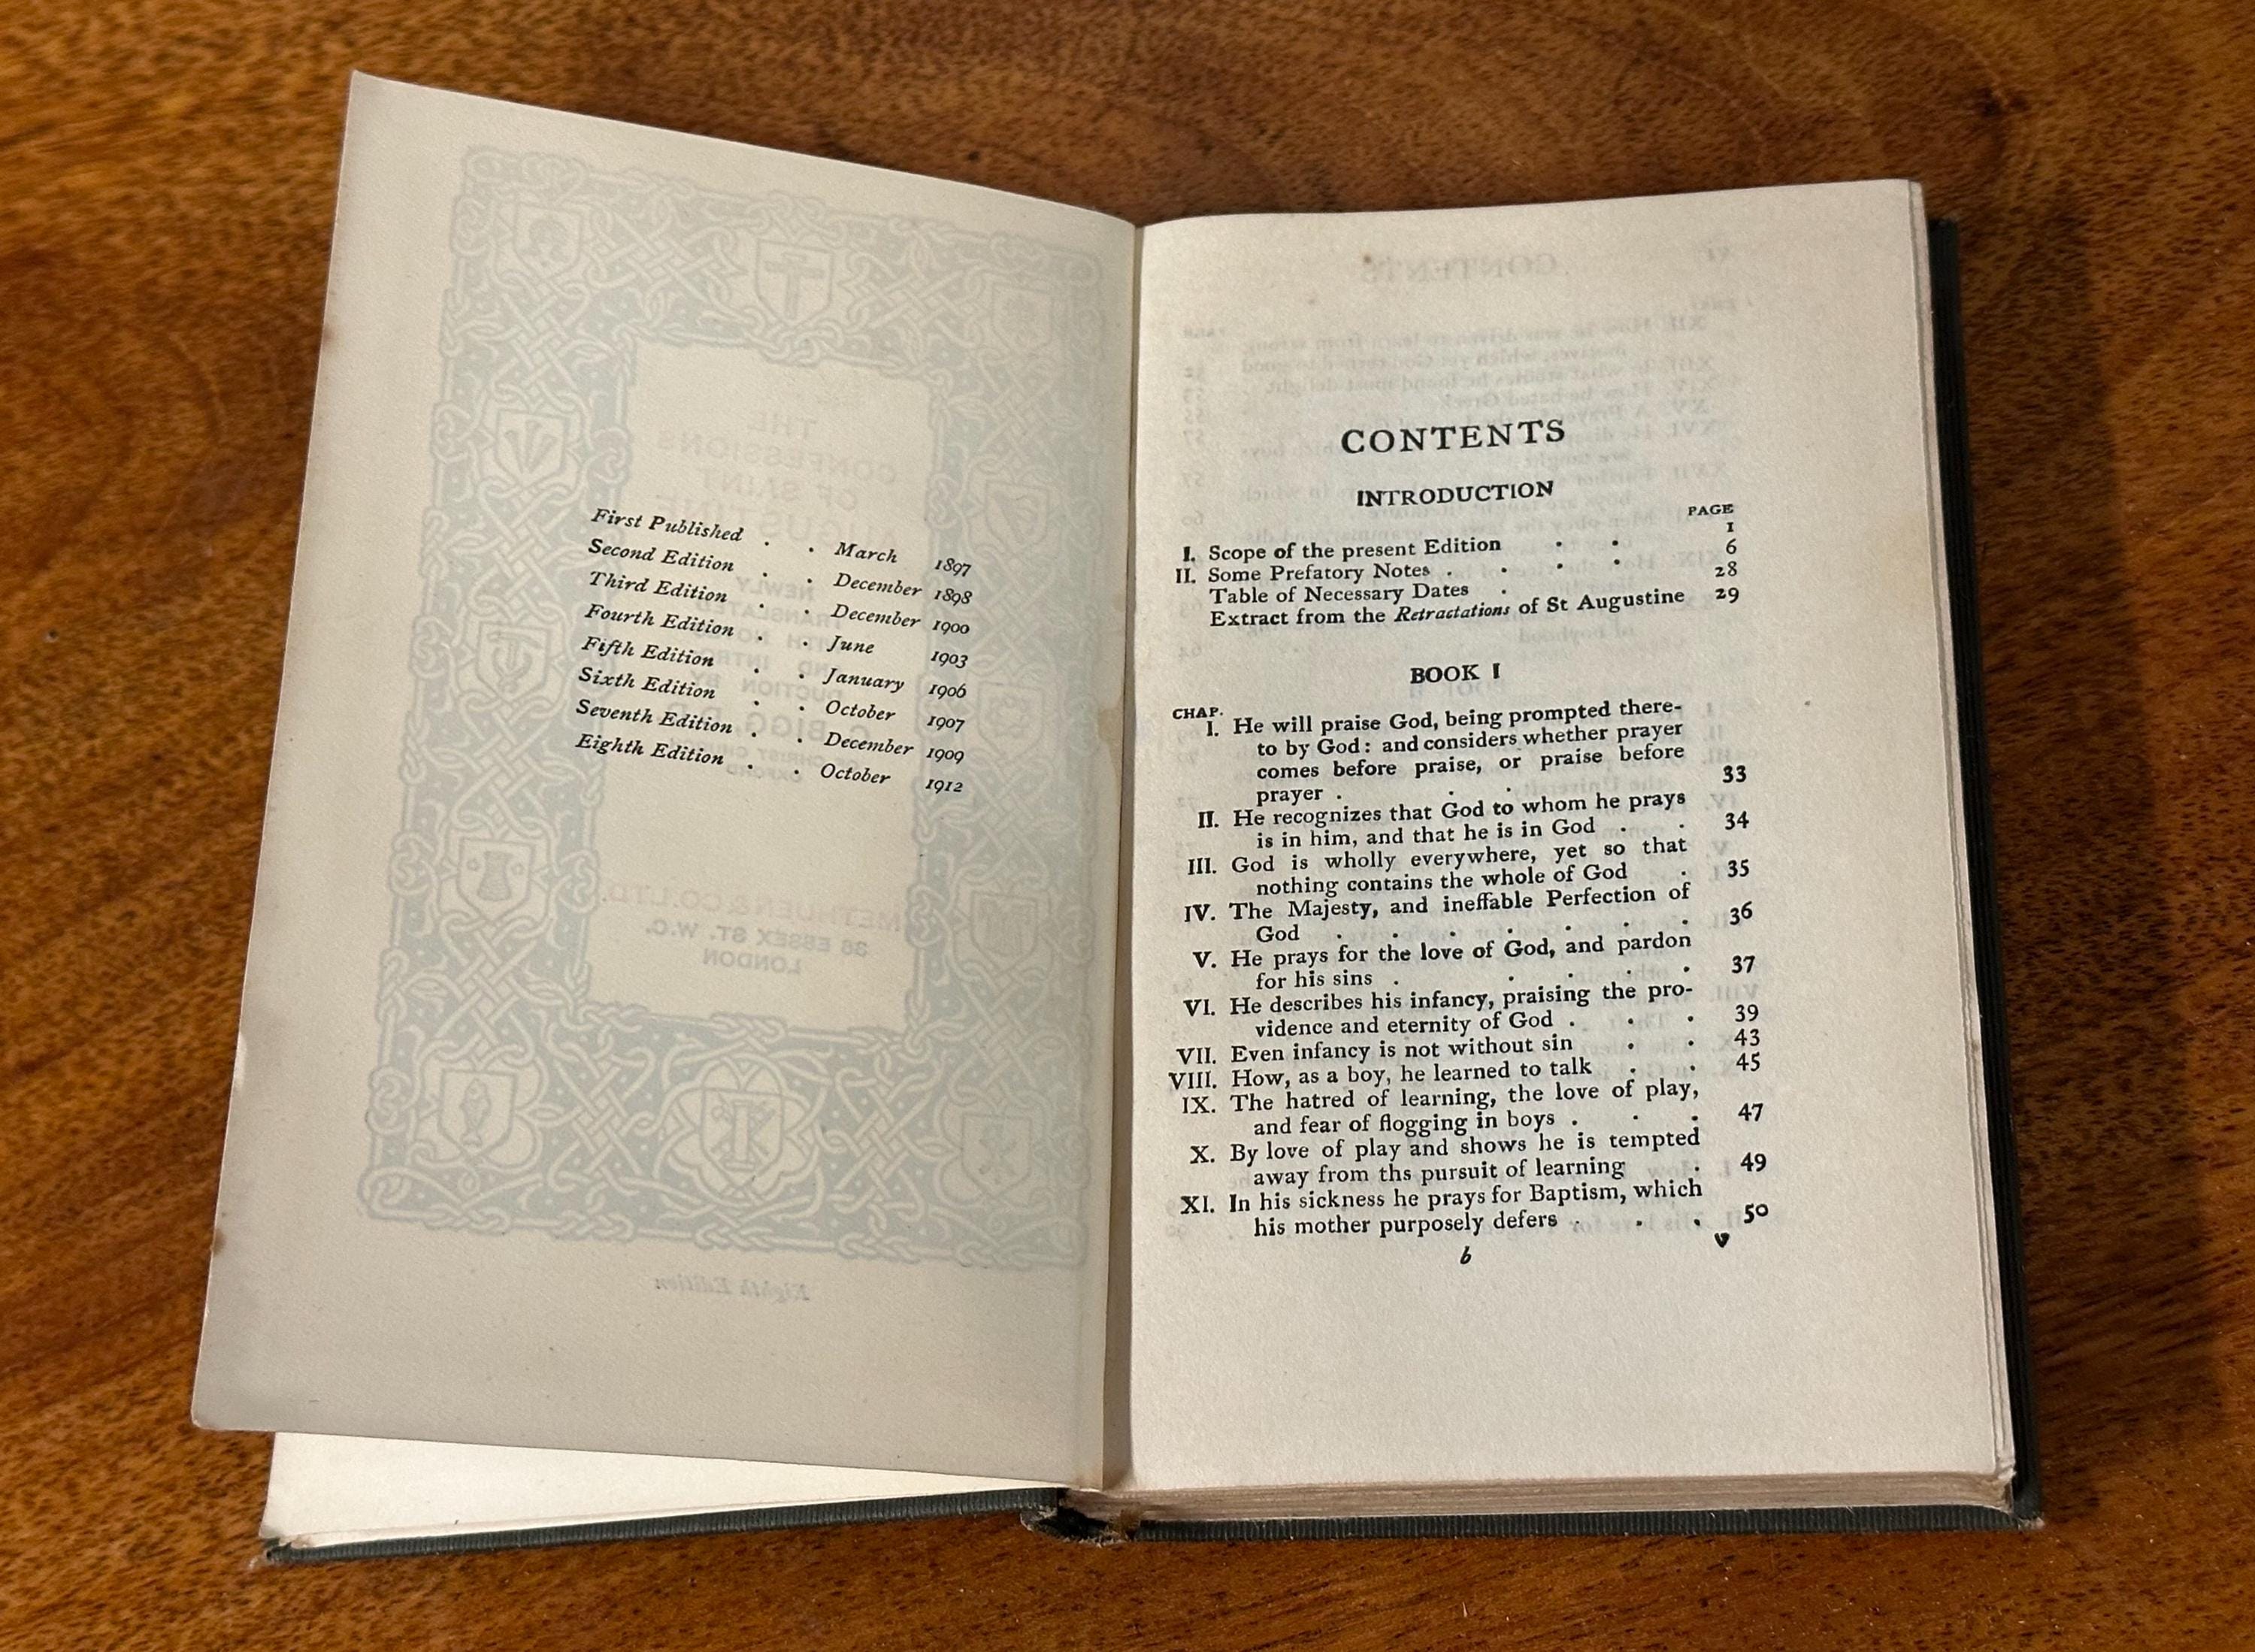 First Published . . March 1897
Second Edition . . December 1898
Third Edition . . December 1900
Fourth Edition . . June 1903
Fifth Edition . . January 1906
Sixth Edition . . October 1907
Seventh Edition . . December 1909
Eighth Edition . . October 1912
CONTENTS
INTRODUCTION
PAGE
I. Scope of the present Edition . . 1
II. Some Prefatory Notes . . . . 6
Table of Necessary Dates . 28
Extract from the Retractations of St Augustine 29
BOOK I
CHAP.
I. He will praise God, being prompted there-
to by God: and considers whether prayer
comes before praise, or praise before
prayer . . . 33
II. He recognizes that God to whom he prays
is in him, and that he is in God . . 34
III. God is wholly everywhere, yet so that
nothing contains the whole of God . 35
IV. The Majesty, and ineffable Perfection of
God . . . . . . . 36
V. He prays for the love of God, and pardon
for his sins . . . . . 37
VI. He describes his infancy, praising the pro-
vidence and eternity of God . . . 39
VII. Even infancy is not without sin . . 43
VIII. How, as a boy, he learned to talk . . 45
IX. The hatred of learning, the love of play,
and fear of flogging in boys . . . 47
X. By love of play and shows he is tempted
away from ths pursuit of learning . 49
XI. In his sickness he prays for Baptism, which
his mother purposely defers . . . 50
b v